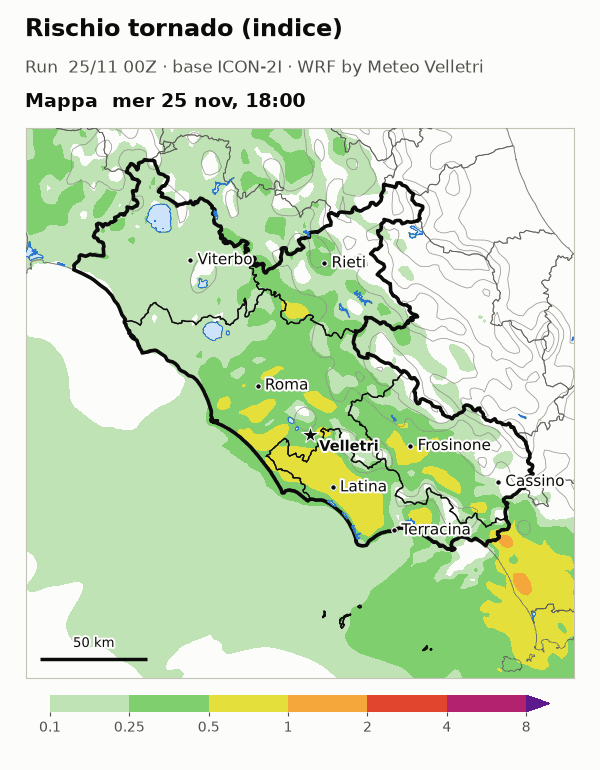 Rischio tornado (indice)
Run  25/11 00Z · base ICON-2I · WRF by Meteo Velletri
Mappa  mer 25 nov, 18:00
Viterbo
Rieti
Roma
Velletri
Frosinone
Cassino
Latina
Terracina
50 km
0.1 0.25 0.5 1 2 4 8